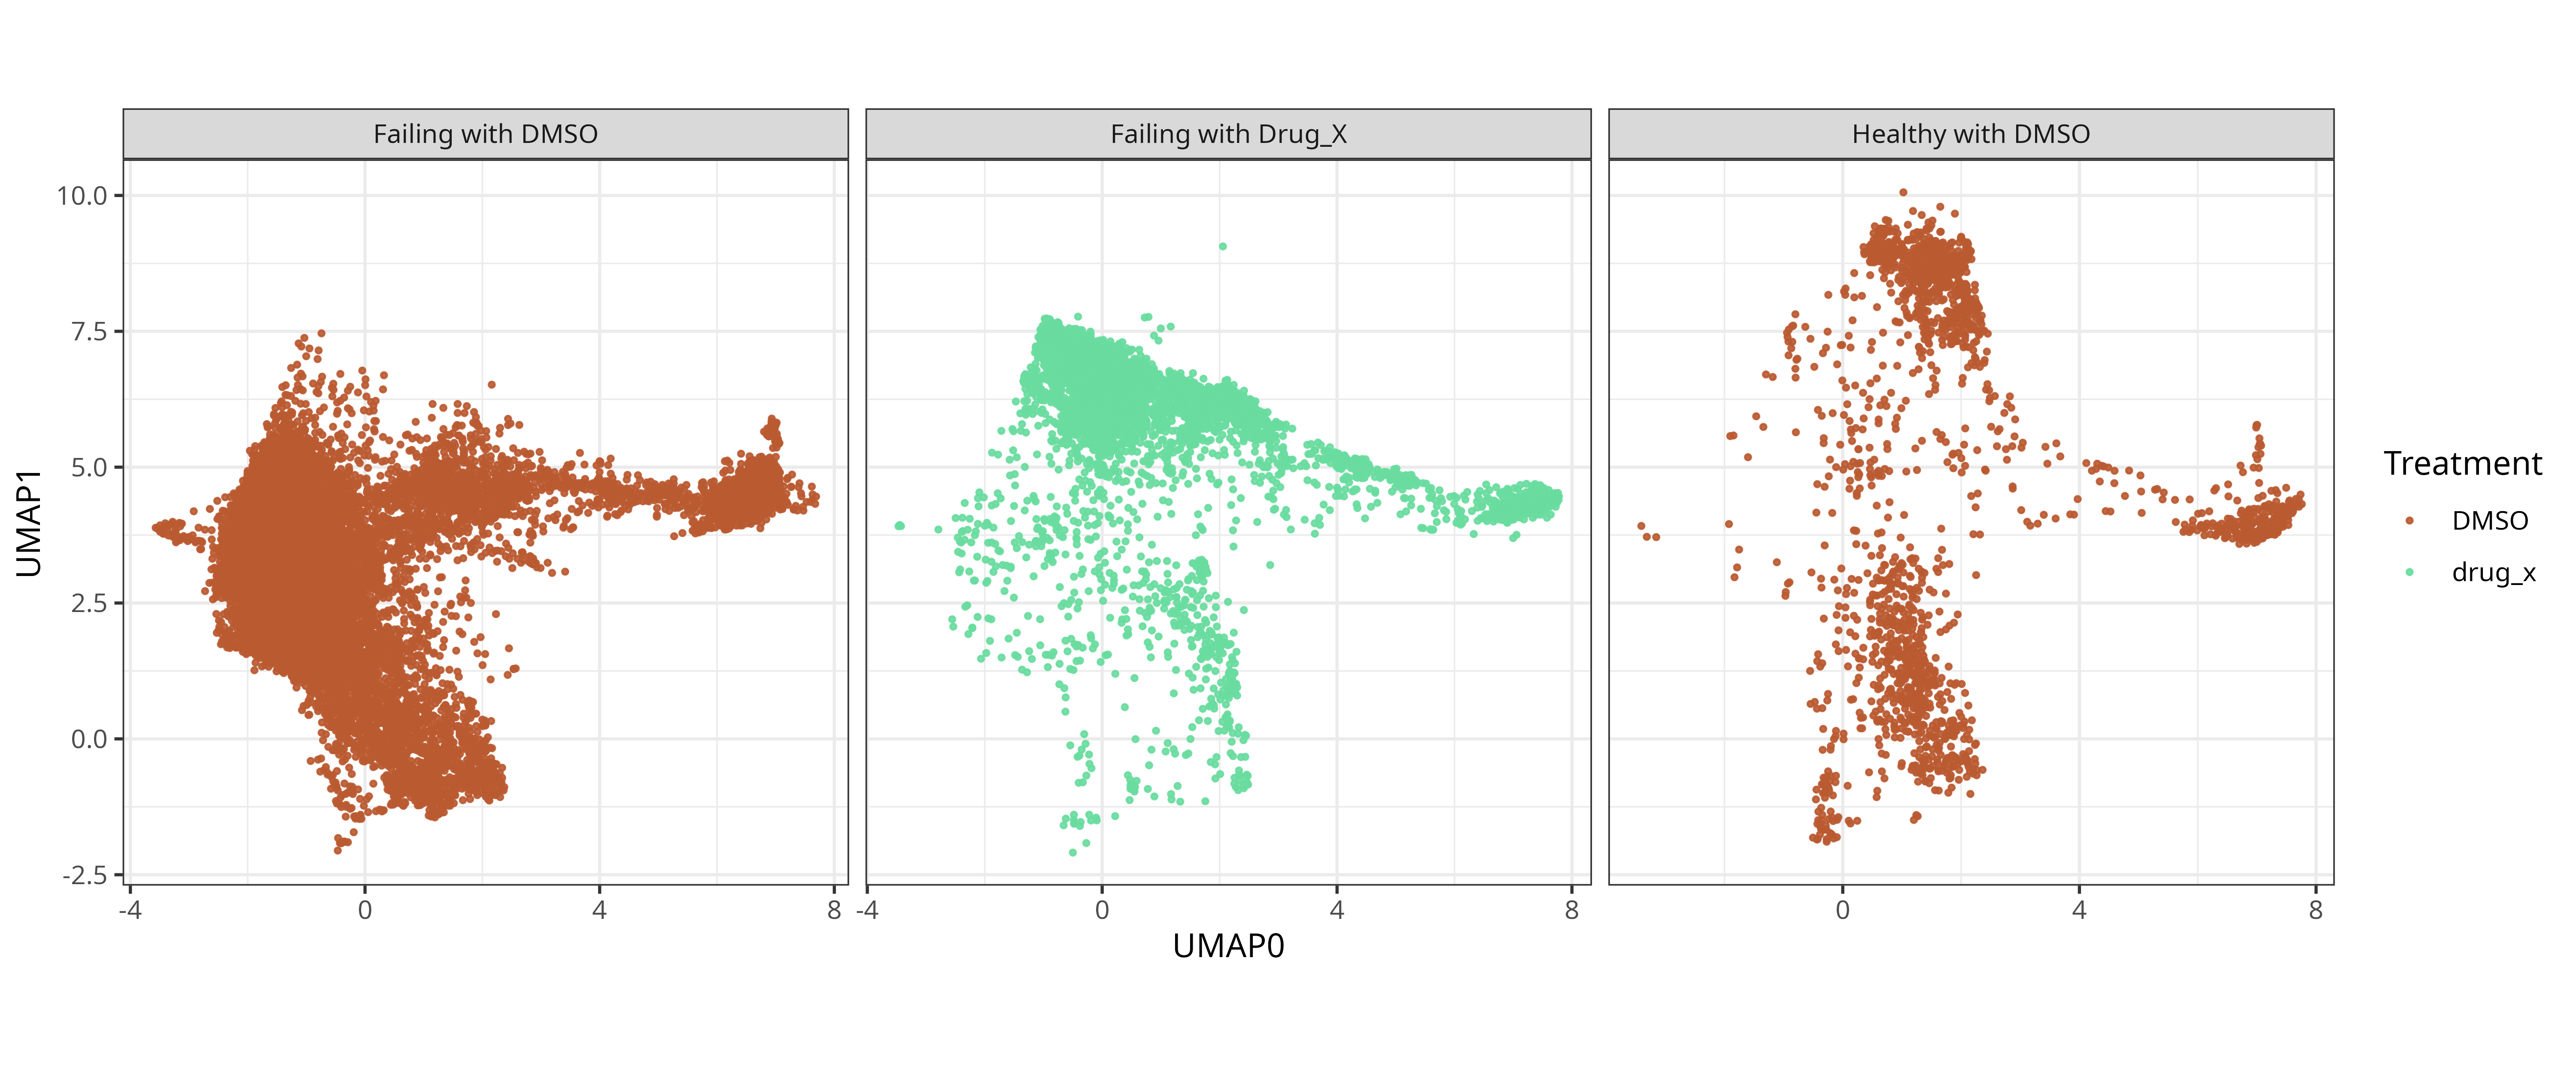 Failing with DMSO
Failing with Drug_X
Healthy with DMSO
10.0
7.5
5.0
2.5
0.0
-2.5
UMAP1
-4 0 4 8
-4 0 4 8
0 4 8
UMAP0
Treatment
DMSO
drug_x